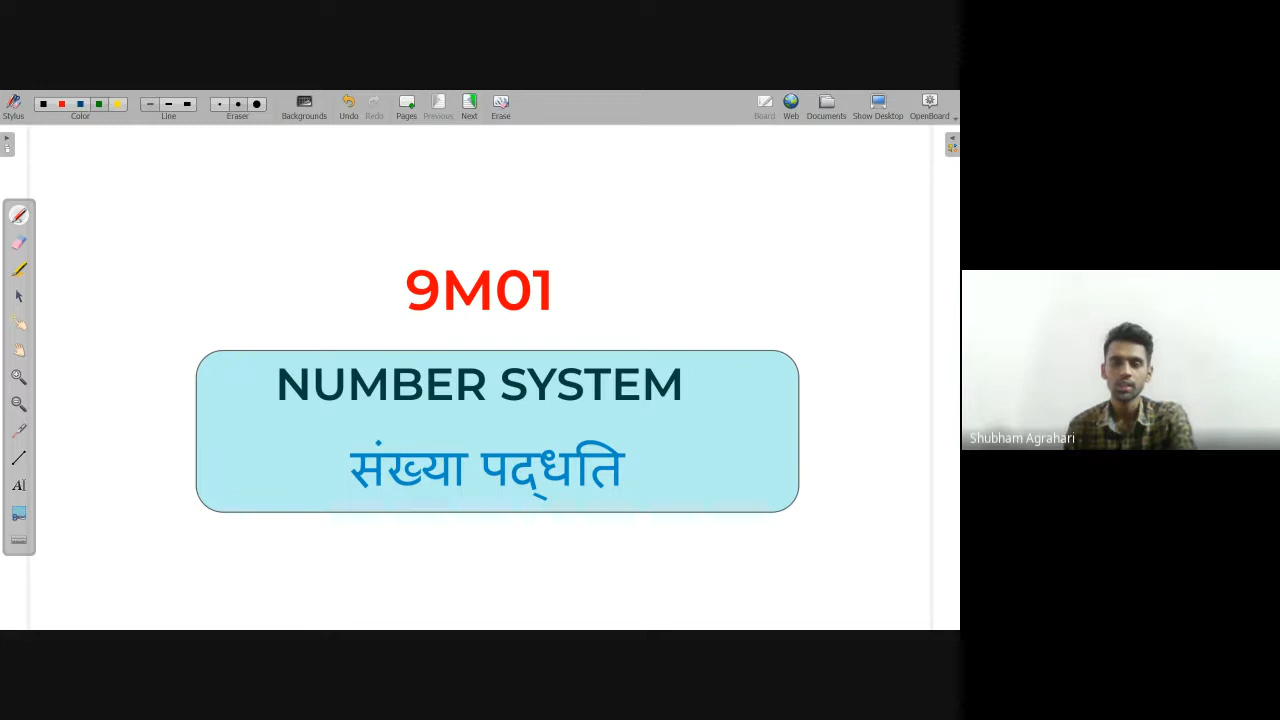 Stylus
Color
Line
Eraser
Backgrounds
Undo
Redo
Pages
Previous
Next
Erase
Board
Web
Documents
Show Desktop
OpenBoard
9M01
NUMBER SYSTEM
संख्या पद्धति
Shubham Agrahari